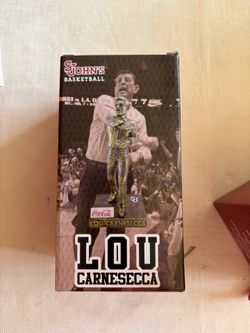 ST. JOHN'S
BASKETBALL
Coca-Cola
LOU CARNESECCA
LOU
CARNESECCA